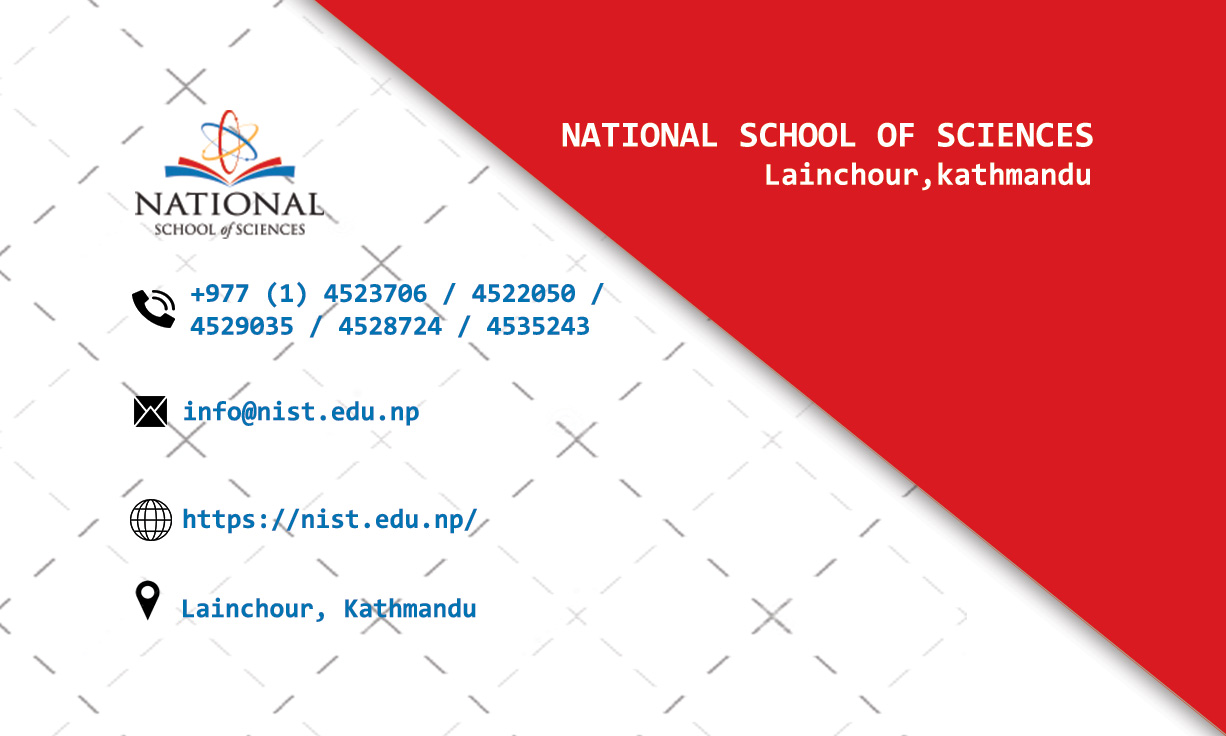 NATIONAL SCHOOL OF SCIENCES
Lainchour,kathmandu
NATIONAL
SCHOOL of SCIENCES
+977 (1) 4523706 / 4522050 /
4529035 / 4528724 / 4535243
info@nist.edu.np
https://nist.edu.np/
Lainchour, Kathmandu